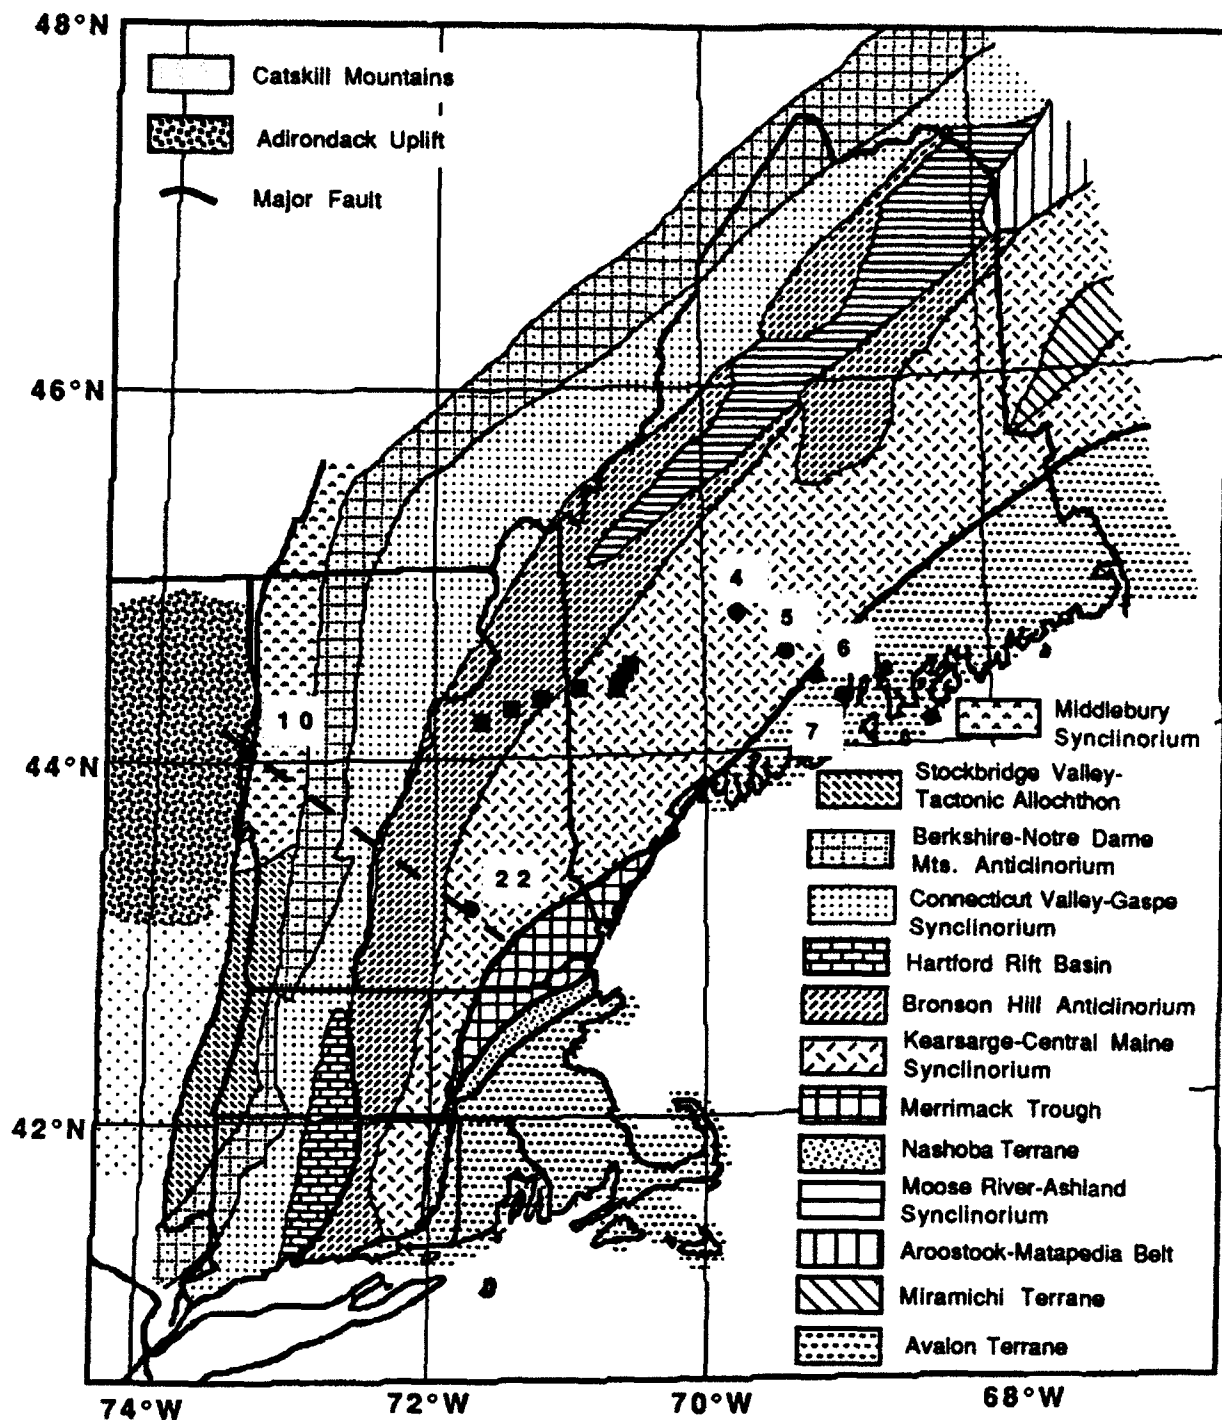 48°N
Catskill Mountains
Adirondack Uplift
Major Fault
46°N
4
5
6
10
7
8
Middlebury
Synclinorium
44°N
Stockbridge Valley-
Tactonic Allochthon
Berkshire-Notre Dame
Mts. Anticlinorium
22
Connecticut Valley-Gaspe
Synclinorium
Hartford Rift Basin
Bronson Hill Anticlinorium
Kearsarge-Central Maine
Synclinorium
Merrimack Trough
42°N
Nashoba Terrane
Moose River-Ashland
Synclinorium
Aroostook-Matapedia Belt
Miramichi Terrane
Avalon Terrane
74°W
72°W
70°W
68°W